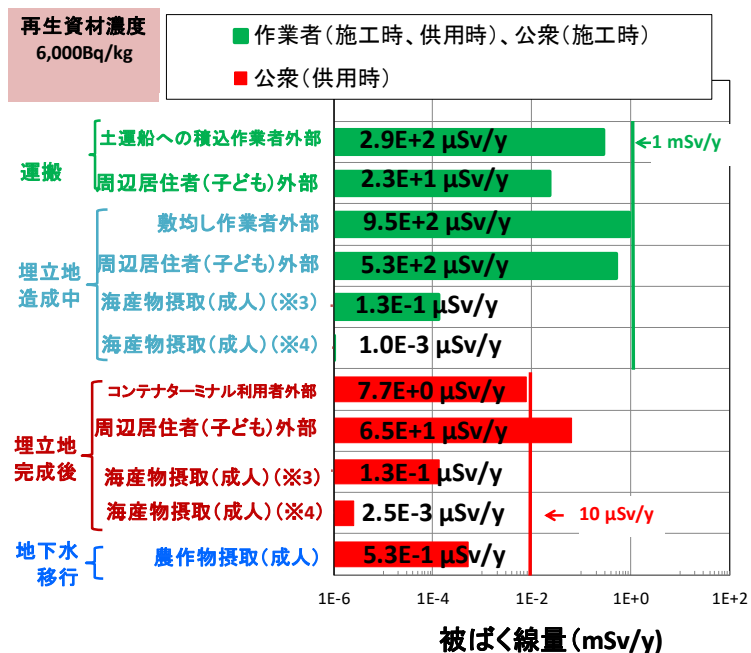 再生資材濃度
6,000Bq/kg
作業者(施工時、供用時)、公衆(施工時)
公衆(供用時)
運搬
土運船への積込作業者外部
2.9E+2 μSv/y
←1 mSv/y
周辺居住者(子ども)外部
2.3E+1 μSv/y
埋立地
造成中
敷均し作業者外部
9.5E+2 μSv/y
周辺居住者(子ども)外部
5.3E+2 μSv/y
海産物摂取(成人)(※3)
1.3E-1 μSv/y
海産物摂取(成人)(※4)
1.0E-3 μSv/y
埋立地
完成後
コンテナターミナル利用者外部
7.7E+0 μSv/y
周辺居住者(子ども)外部
6.5E+1 μSv/y
海産物摂取(成人)(※3)
1.3E-1 μSv/y
海産物摂取(成人)(※4)
2.5E-3 μSv/y
← 10 μSv/y
地下水
移行
農作物摂取(成人)
5.3E-1 μSv/y
1E-6 1E-4 1E-2 1E+0 1E+2
被ばく線量(mSv/y)